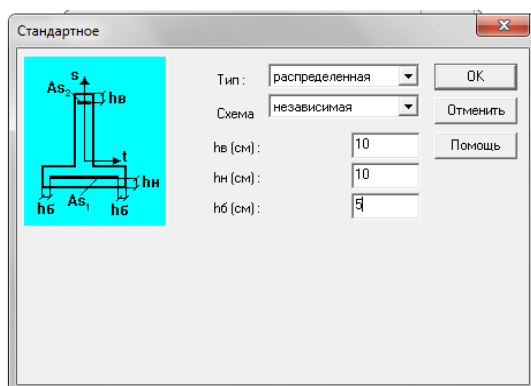 Стандартное
s
As2
hв
t
hн
hб
As1
hб
Тип :
распределенная
Схема
независимая
hв (см) :
10
hн (см) :
10
hб (см) :
5
OK
Отменить
Помощь